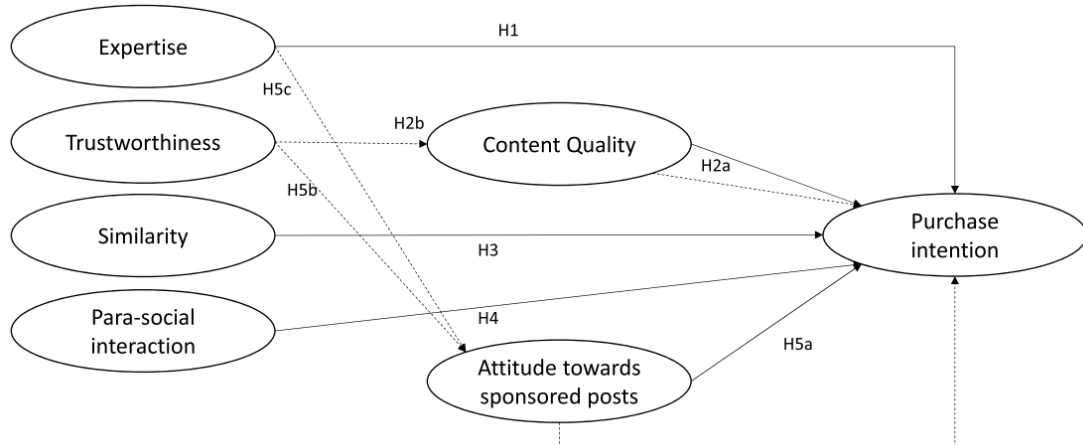 H1
Expertise
H5c
H2b
Trustworthiness
Content Quality
H2a
H5b
Similarity
Purchase
intention
H3
Para-social
interaction
H4
H5a
Attitude towards
sponsored posts